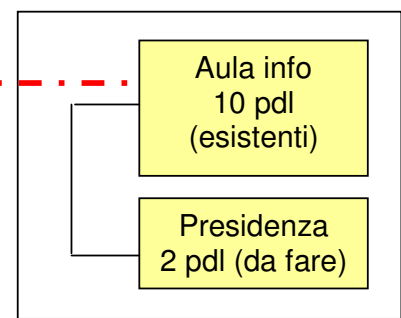 Aula info
10 pdl
(esistenti)
Presidenza
2 pdl (da fare)